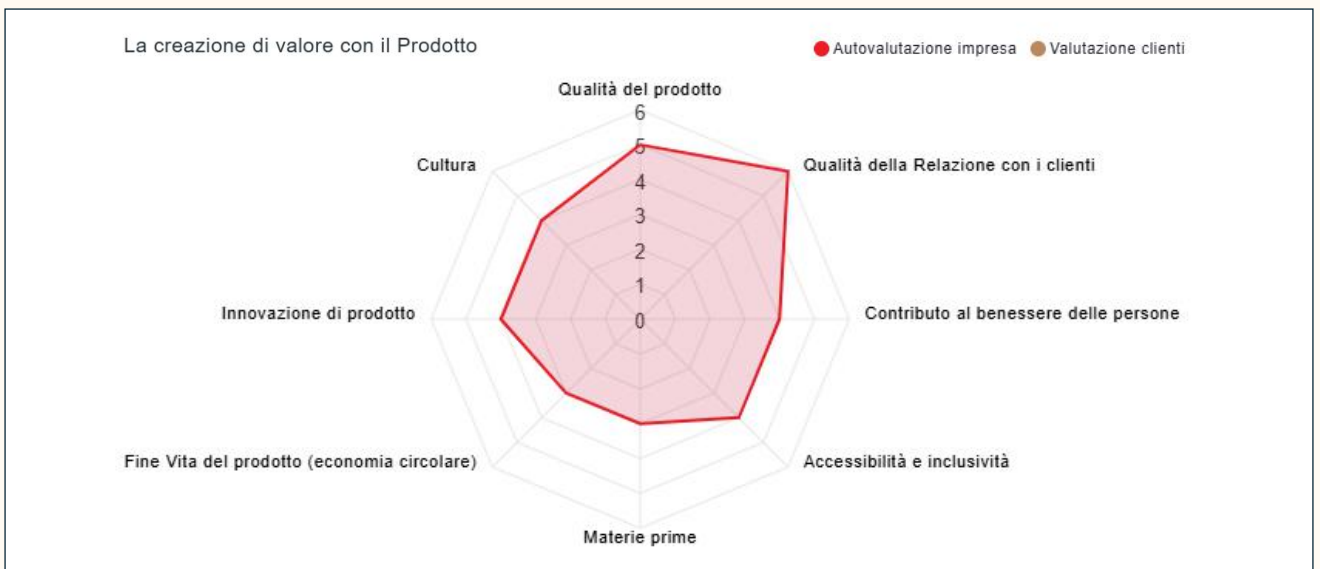 La creazione di valore con il Prodotto
Autovalutazione impresa
Valutazione clienti
Qualità del prodotto
6
Cultura
5
Qualità della Relazione con i clienti
4
3
2
1
Innovazione di prodotto
0
Contributo al benessere delle persone
Fine Vita del prodotto (economia circolare)
Accessibilità e inclusività
Materie prime